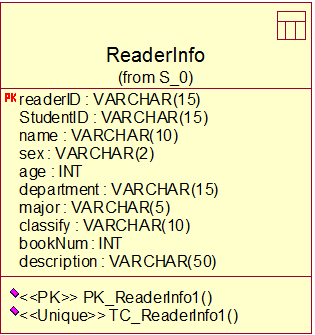 ReaderInfo
(from S_0)
PK readerID : VARCHAR(15)
StudentID : VARCHAR(15)
name : VARCHAR(10)
sex : VARCHAR(2)
age : INT
department : VARCHAR(15)
major : VARCHAR(5)
classify : VARCHAR(10)
bookNum : INT
description : VARCHAR(50)
<<PK>> PK_ReaderInfo1()
<<Unique>> TC_ReaderInfo1()